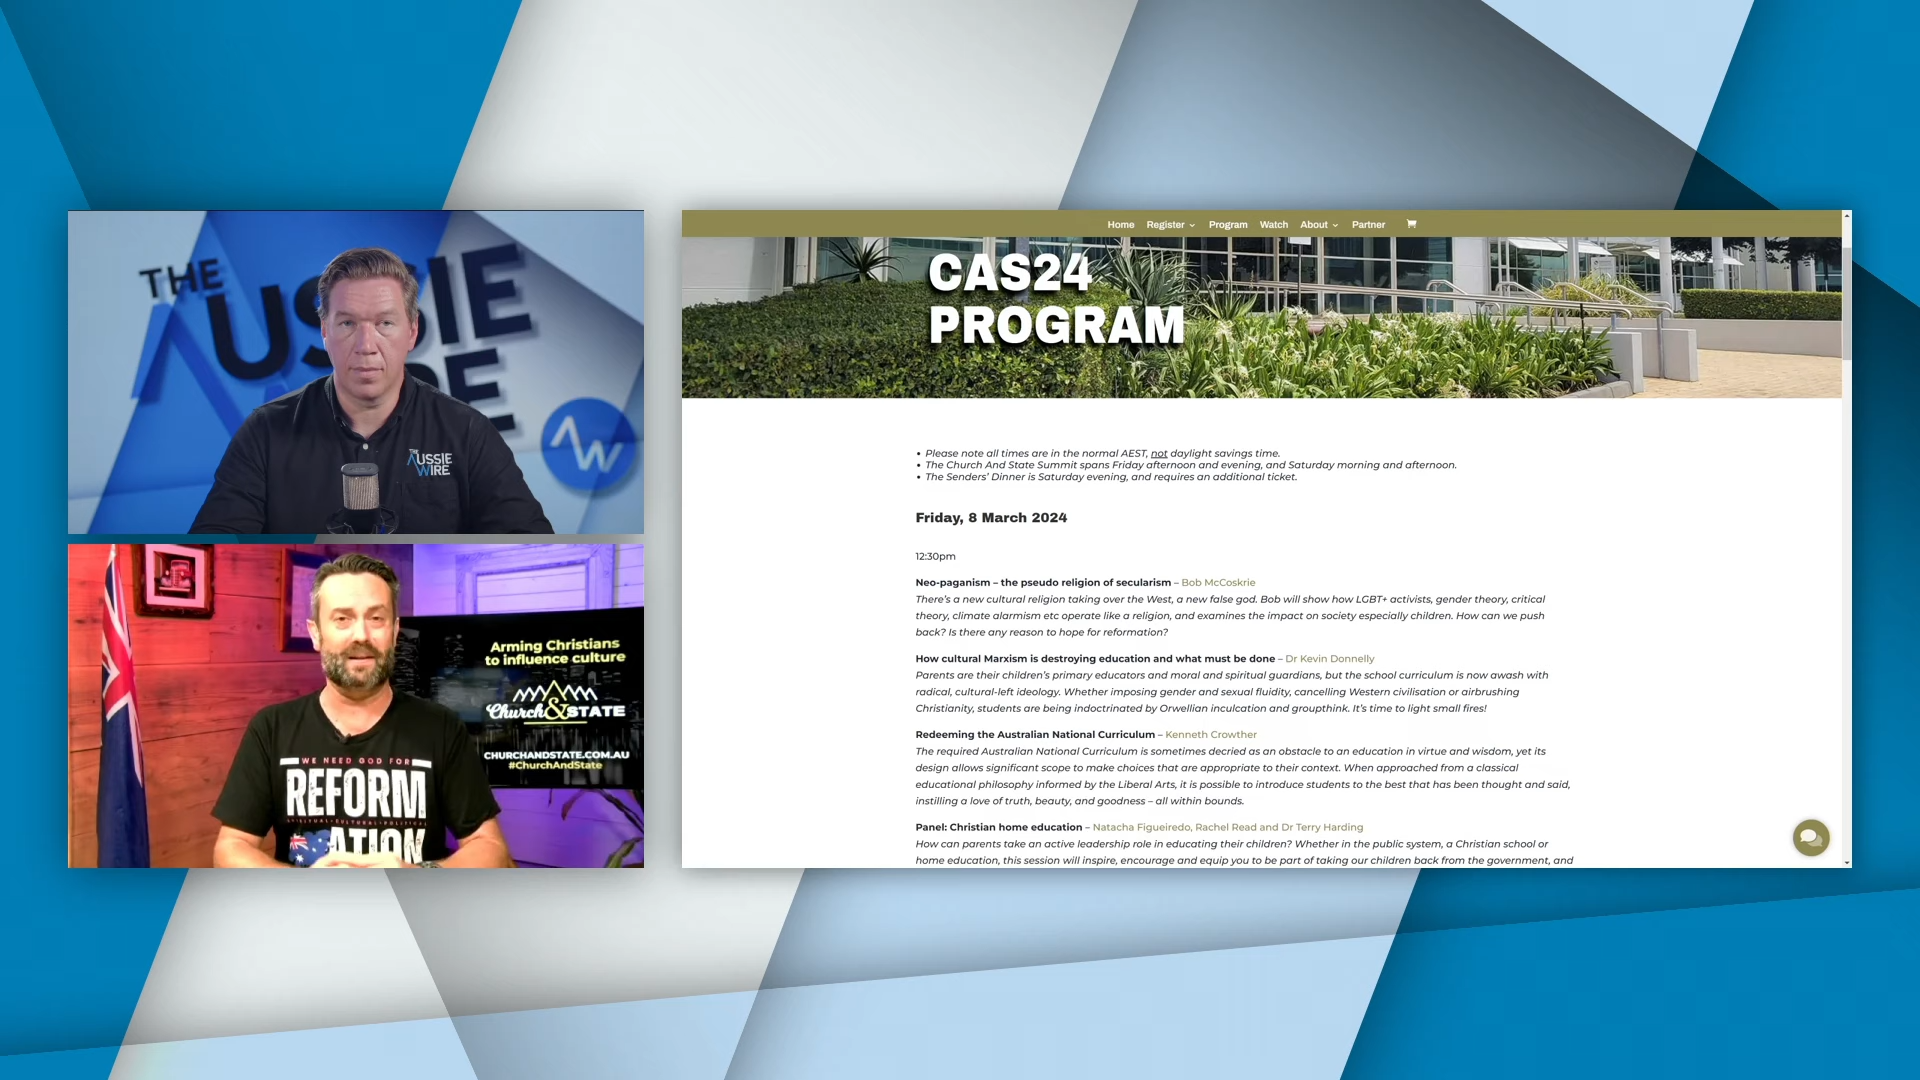 THE
AUSSIE
WIRE
AW
THE
AUSSIE
WIRE
Arming Christians
to influence culture
Church & STATE
CHURCHANDSTATE.COM.AU
#ChurchAndState
WE NEED GOD FOR
REFORM
SPIRITUAL • CULTURAL • POLITICAL
ATION
Home Register Program Watch About Partner
CAS24
PROGRAM
• Please note all times are in the normal AEST, not daylight savings time.
• The Church And State Summit spans Friday afternoon and evening, and Saturday morning and afternoon.
• The Senders’ Dinner is Saturday evening, and requires an additional ticket.
Friday, 8 March 2024
12:30pm
Neo-paganism – the pseudo religion of secularism – Bob McCoskrie
There’s a new cultural religion taking over the West, a new false god. Bob will show how LGBT+ activists, gender theory, critical
theory, climate alarmism etc operate like a religion, and examines the impact on society especially children. How can we push
back? Is there any reason to hope for reformation?
How cultural Marxism is destroying education and what must be done – Dr Kevin Donnelly
Parents are their children’s primary educators and moral and spiritual guardians, but the school curriculum is now awash with
radical, cultural-left ideology. Whether imposing gender and sexual fluidity, cancelling Western civilisation or airbrushing
Christianity, students are being indoctrinated by Orwellian inculcation and groupthink. It’s time to light small fires!
Redeeming the Australian National Curriculum – Kenneth Crowther
The required Australian National Curriculum is sometimes decried as an obstacle to an education in virtue and wisdom, yet its
design allows significant scope to make choices that are appropriate to their context. When approached from a classical
educational philosophy informed by the Liberal Arts, it is possible to introduce students to the best that has been thought and said,
instilling a love of truth, beauty, and goodness – all within bounds.
Panel: Christian home education – Natacha Figueiredo, Rachel Read and Dr Terry Harding
How can parents take an active leadership role in educating their children? Whether in the public system, a Christian school or
home education, this session will inspire, encourage and equip you to be part of taking our children back from the government, and